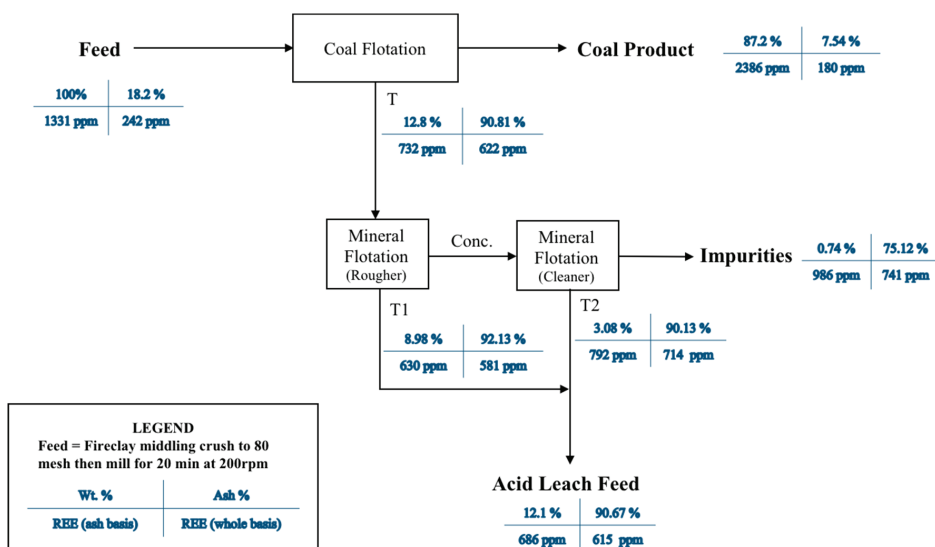 Feed
Coal Flotation
Coal Product
87.2 % 7.54 %
2386 ppm 180 ppm
100% 18.2 %
1331 ppm 242 ppm
T
12.8 % 90.81 %
732 ppm 622 ppm
Mineral
Flotation
(Rougher)
Conc.
Mineral
Flotation
(Cleaner)
Impurities
0.74 % 75.12 %
986 ppm 741 ppm
T1
8.98 % 92.13 %
630 ppm 581 ppm
T2
3.08 % 90.13 %
792 ppm 714 ppm
LEGEND
Feed = Fireclay middling crush to 80
mesh then mill for 20 min at 200rpm
Wt. % Ash %
REE (ash basis) REE (whole basis)
Acid Leach Feed
12.1 % 90.67 %
686 ppm 615 ppm